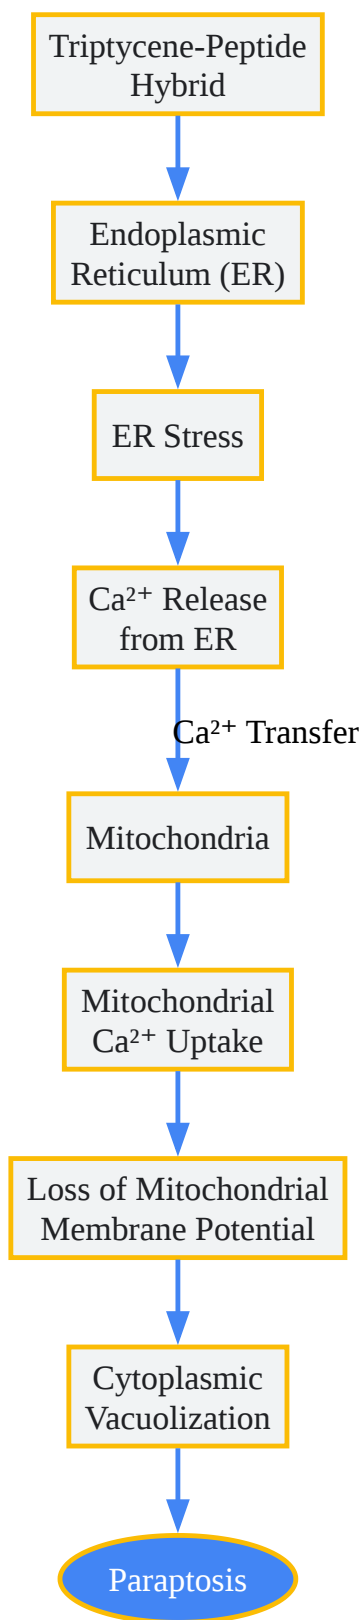 Triptycene-Peptide
Hybrid
Endoplasmic
Reticulum (ER)
ER Stress
Ca²⁺ Release
from ER
Ca²⁺ Transfer
Mitochondria
Mitochondrial
Ca²⁺ Uptake
Loss of Mitochondrial
Membrane Potential
Cytoplasmic
Vacuolization
Paraptosis